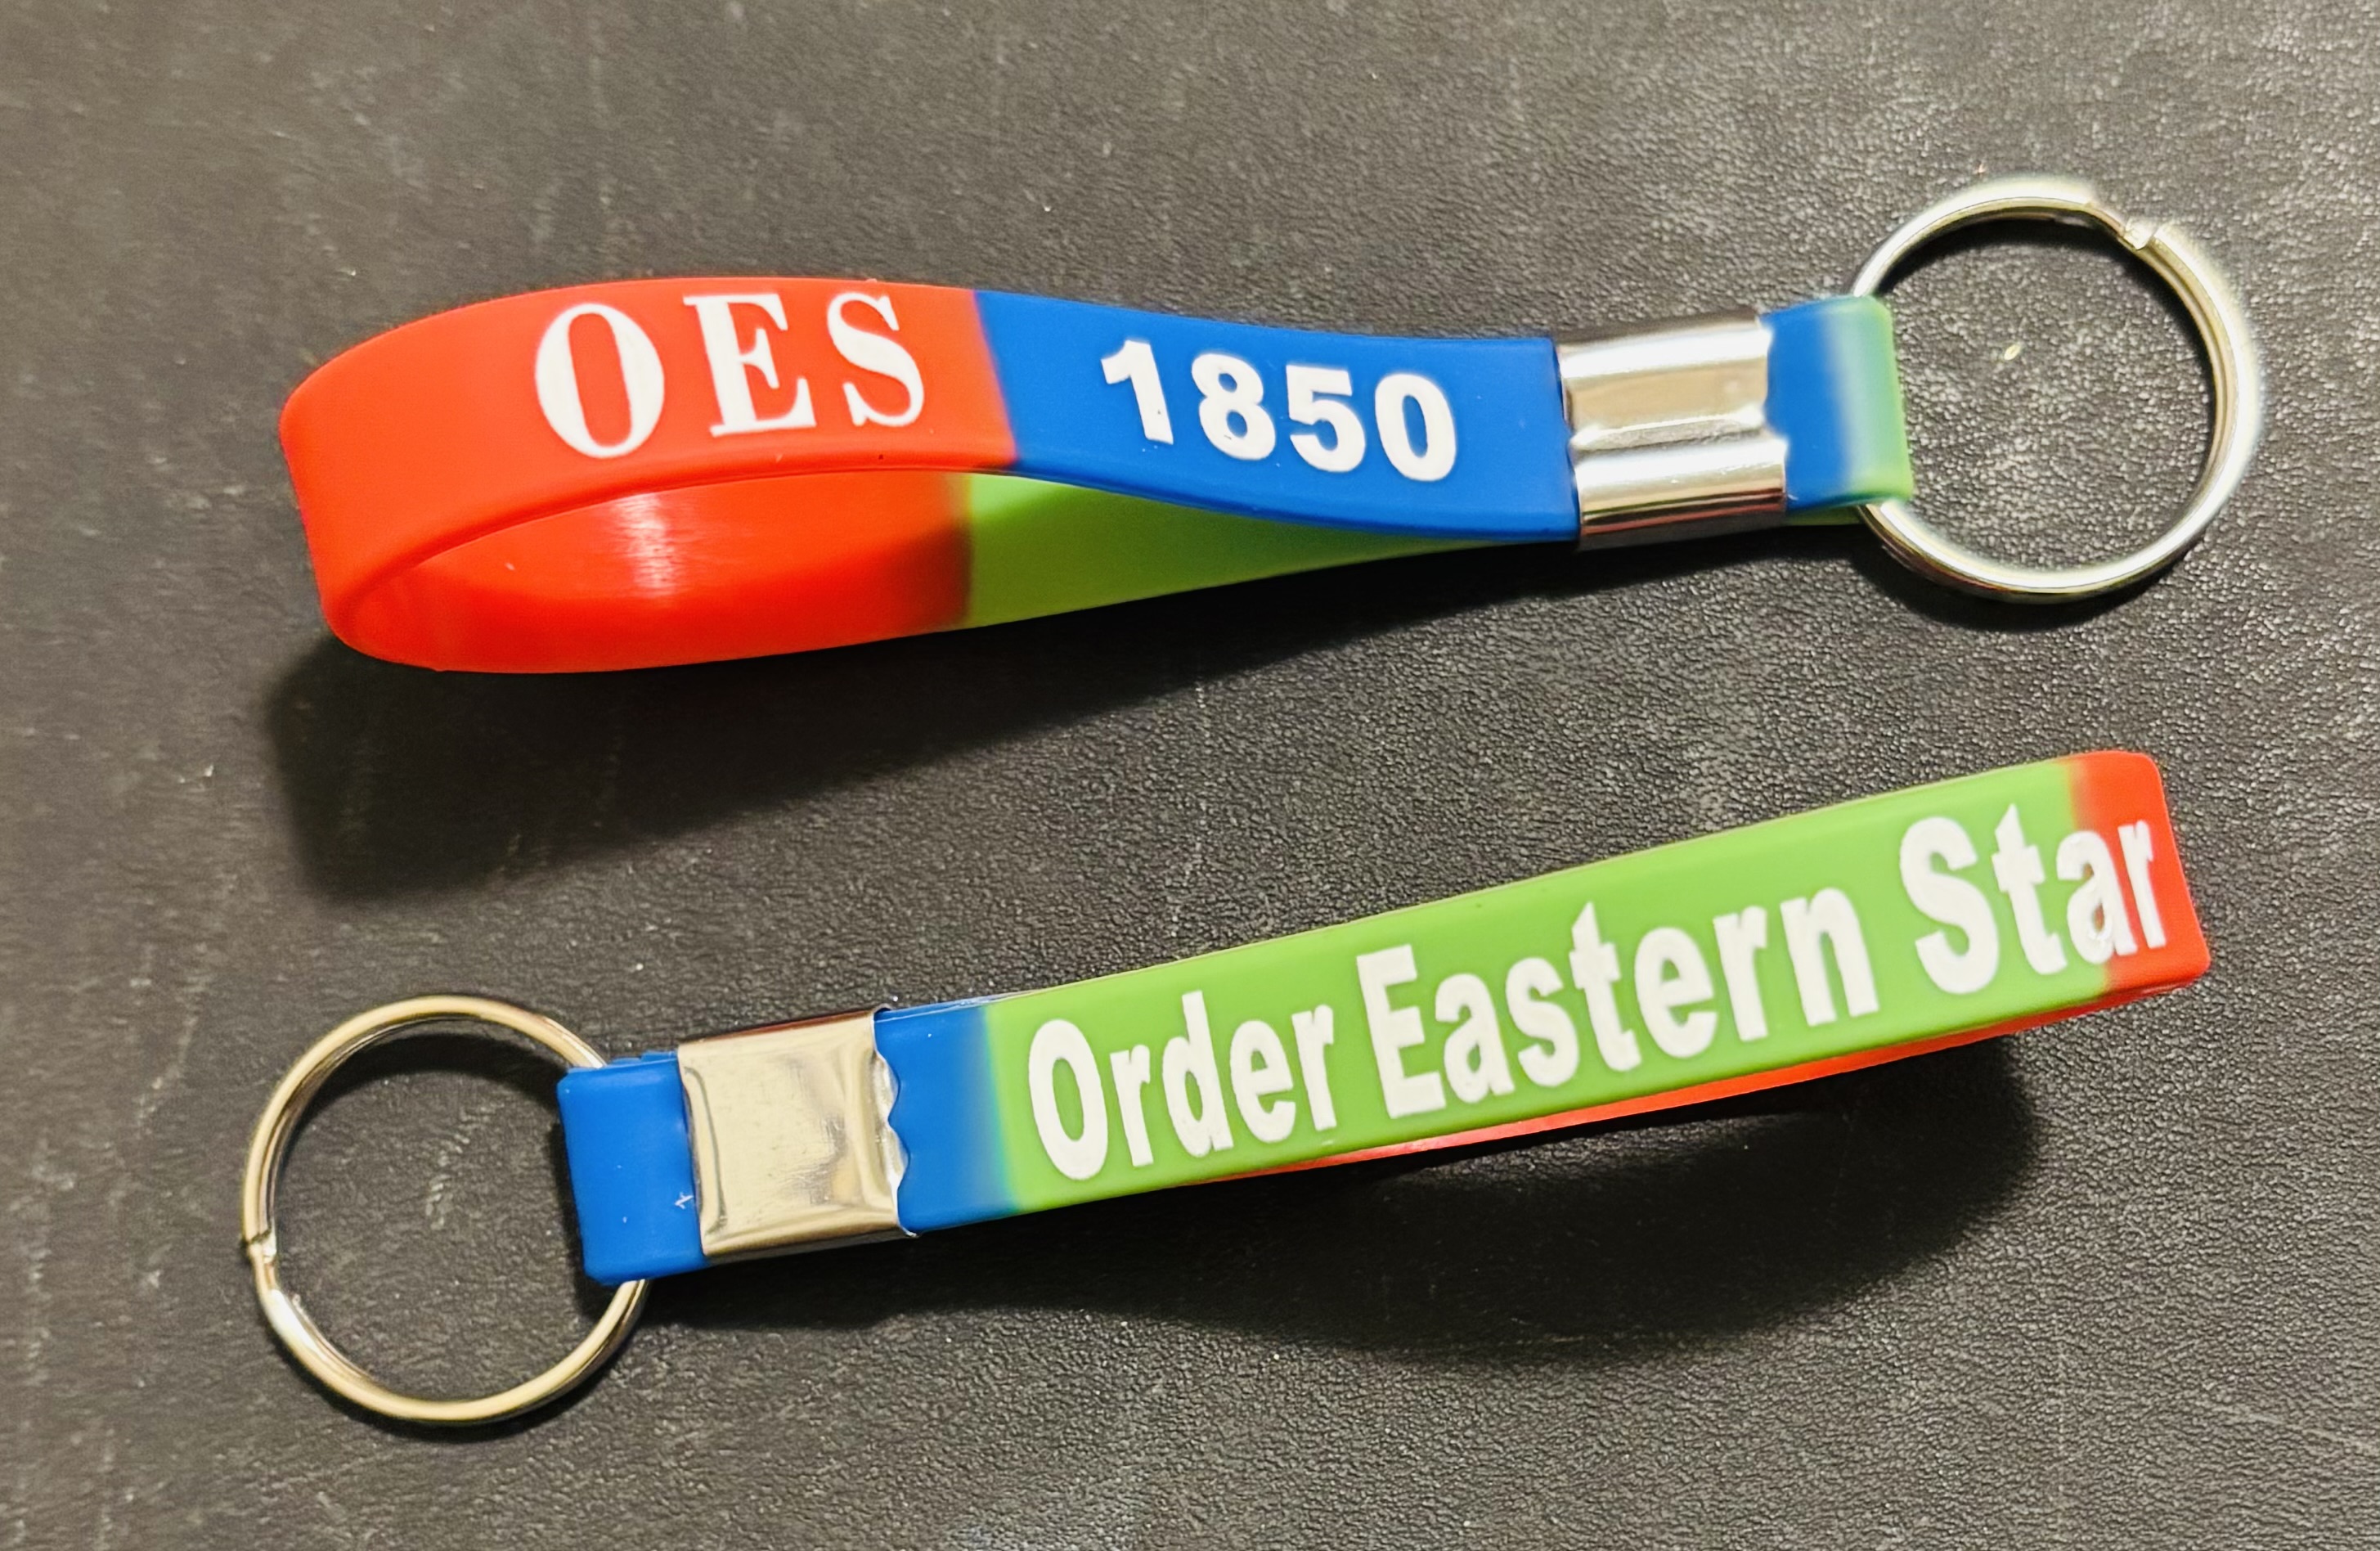 OES 1850
Order Eastern Star